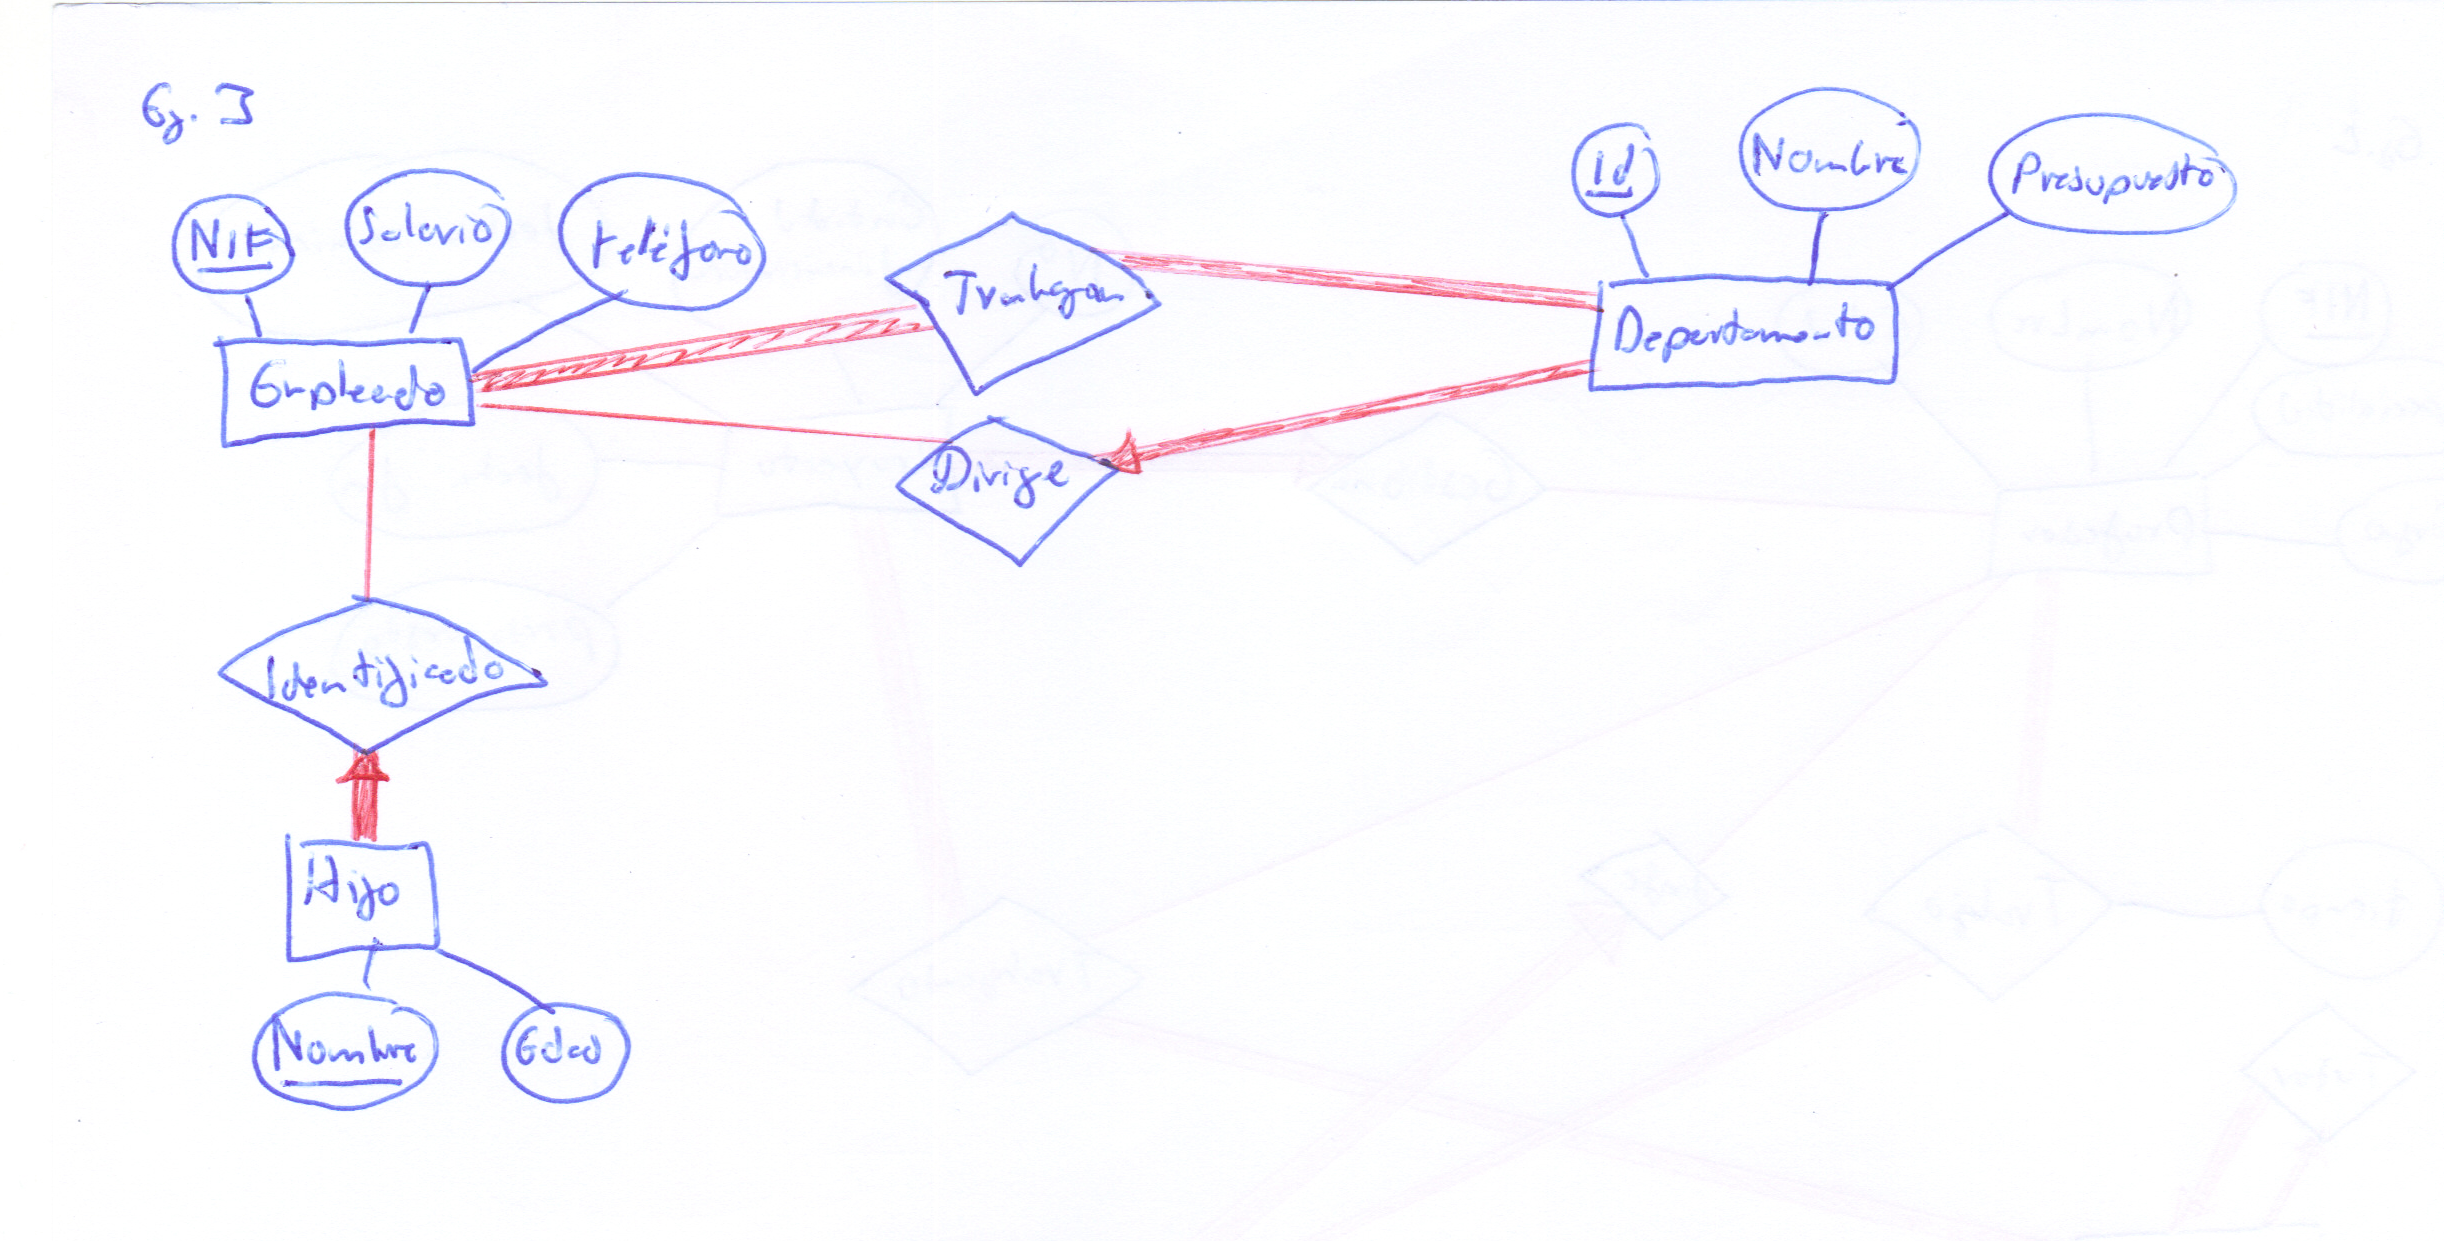 Ej. 3
NIF Salario teléfono
Id Nombre Presupuesto
Trabajan
Empleado
Departamento
Dirige
Identificado
Hijo
Nombre Edad